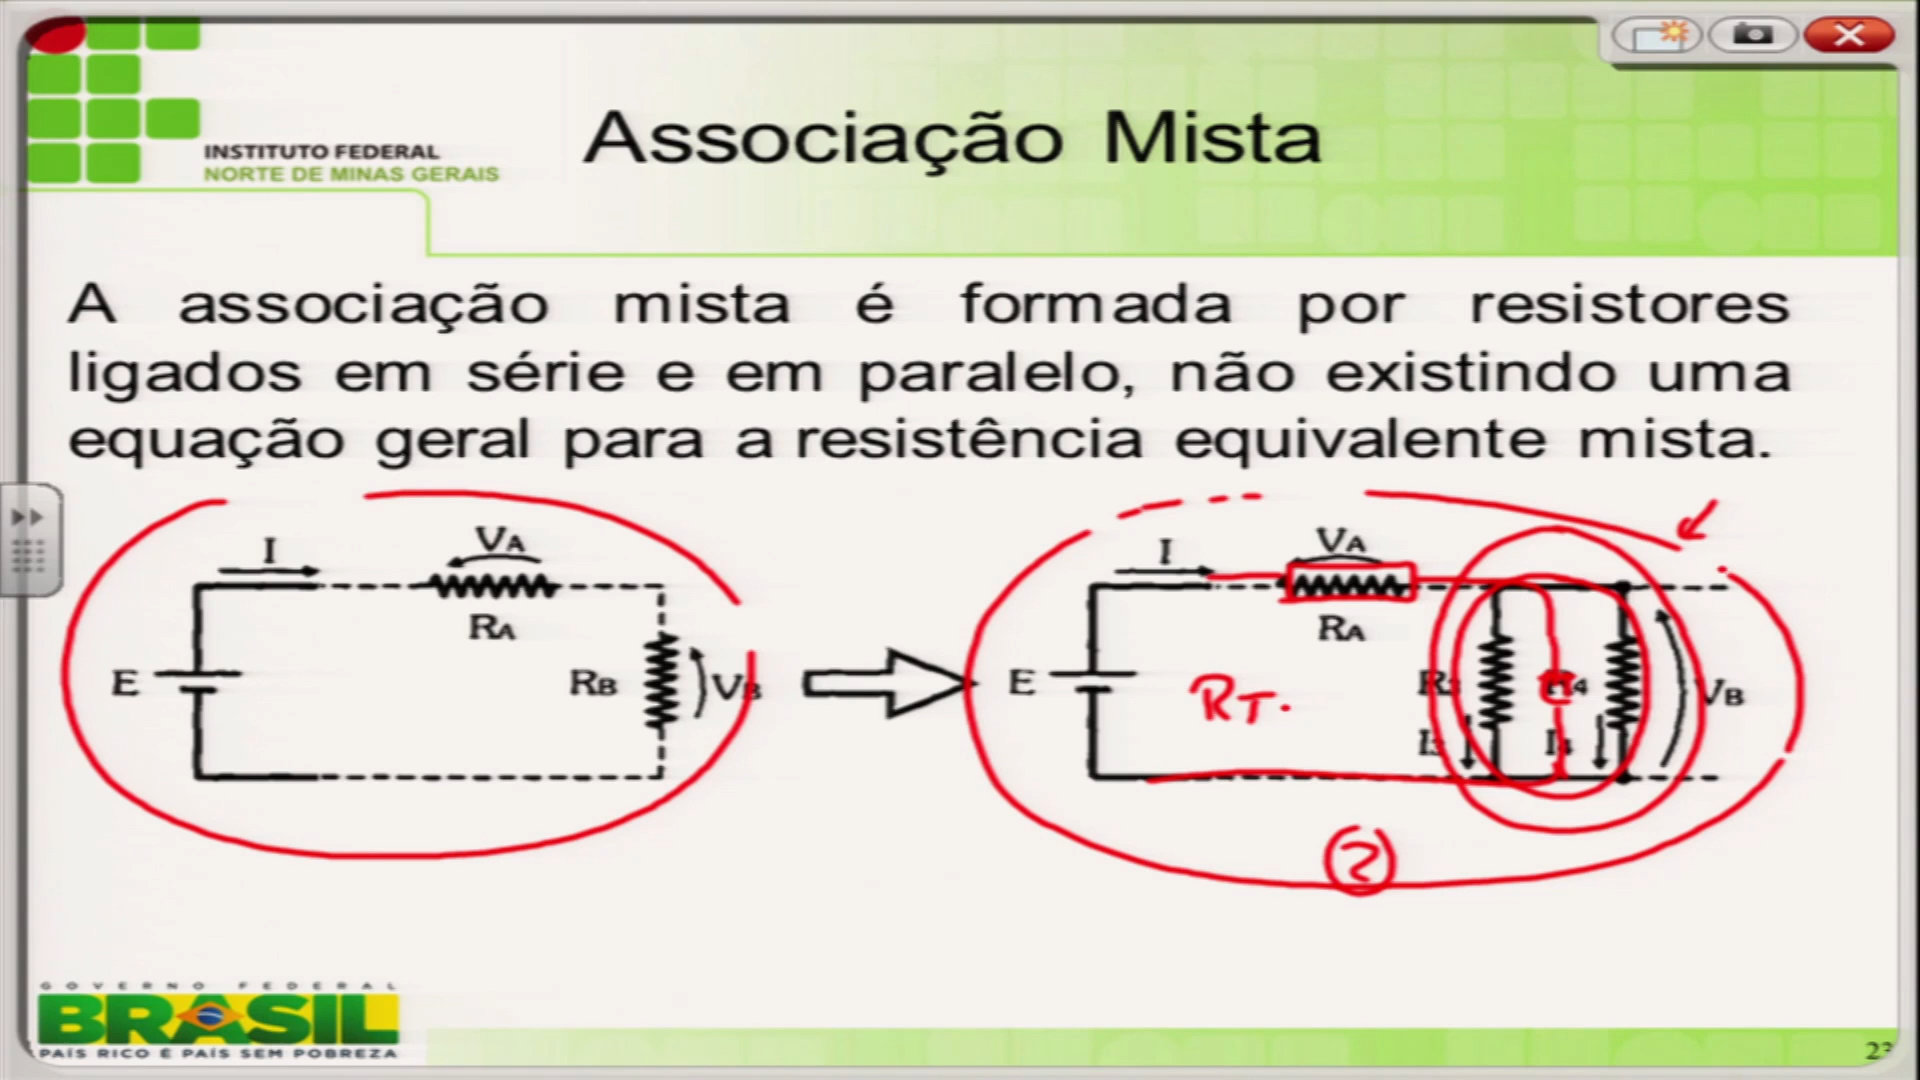 INSTITUTO FEDERAL
NORTE DE MINAS GERAIS
Associação Mista
A associação mista é formada por resistores
ligados em série e em paralelo, não existindo uma
equação geral para a resistência equivalente mista.
I
VA
RA
E
RB
VB
I
VA
RA
E
RT.
R3
R4
VB
I3
I4
2
GOVERNO FEDERAL
BRASIL
PAÍS RICO É PAÍS SEM POBREZA
23